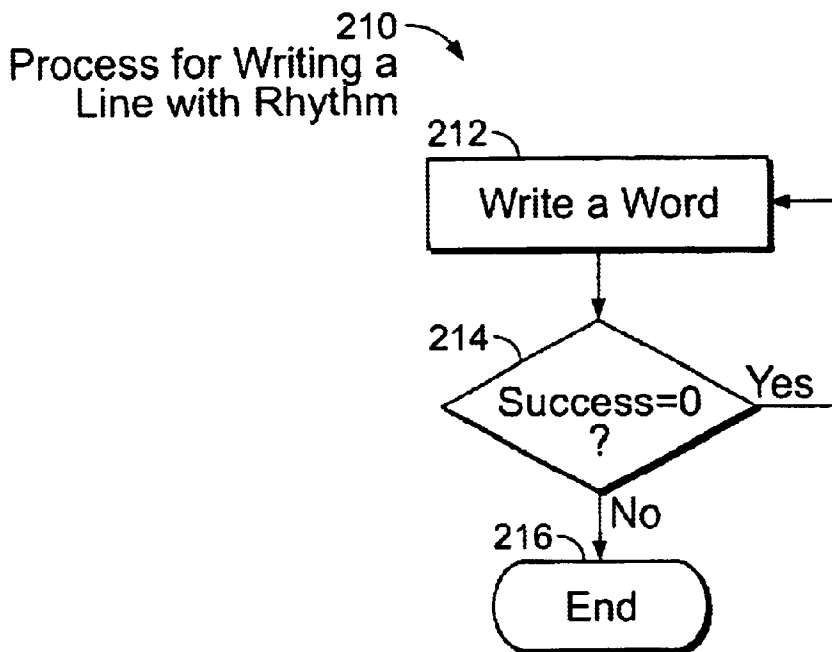 210
Process for Writing a
Line with Rhythm
212
Write a Word
214
Success=0
?
Yes
No
216
End